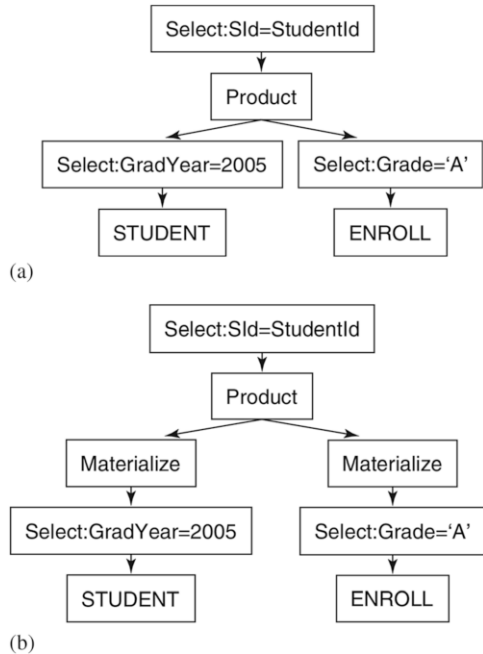 Select:SId=StudentId
Product
Select:GradYear=2005 Select:Grade=‘A’
STUDENT ENROLL
(a)
Select:SId=StudentId
Product
Materialize Materialize
Select:GradYear=2005 Select:Grade=‘A’
STUDENT ENROLL
(b)